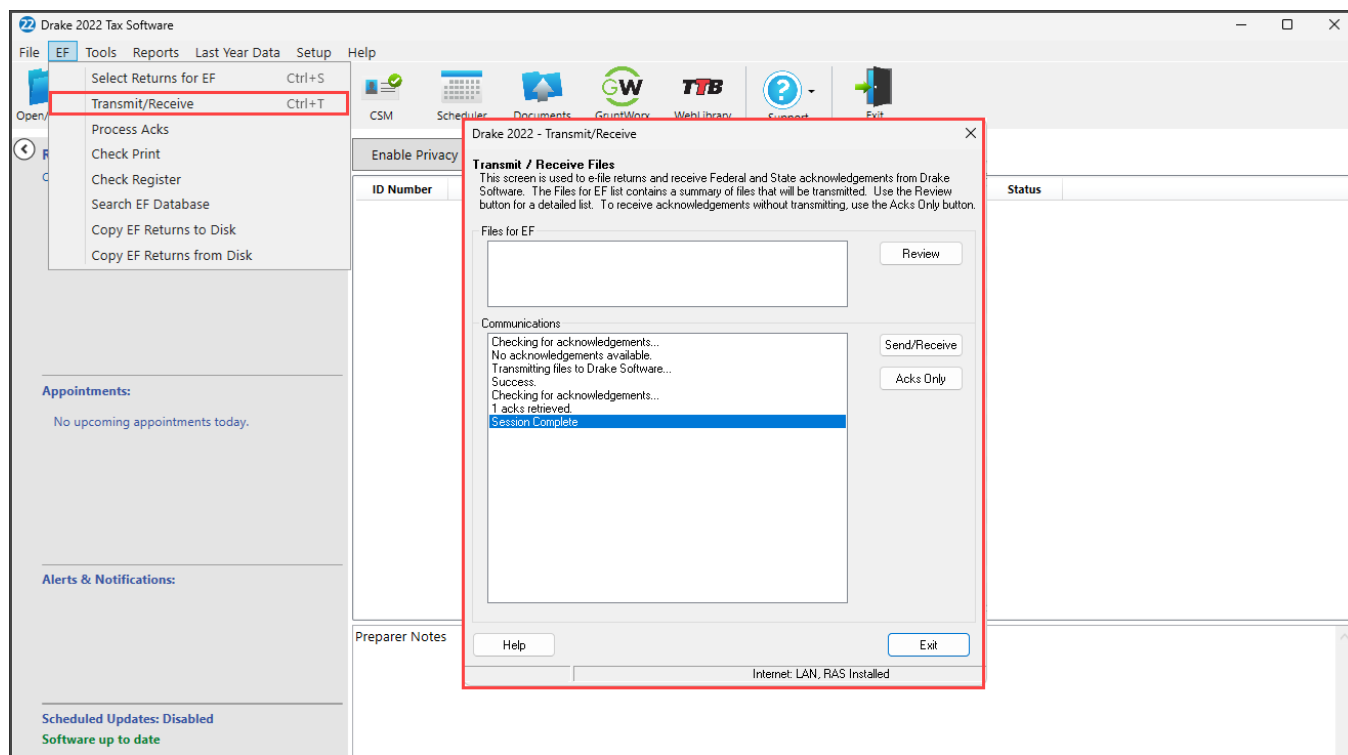 22 Drake 2022 Tax Software
File EF Tools Reports Last Year Data Setup Help
Select Returns for EF Ctrl+S
Transmit/Receive Ctrl+T
Process Acks
Check Print
Check Register
Search EF Database
Copy EF Returns to Disk
Copy EF Returns from Disk
Open/
CSM
Scheduler
Documents
GW
GruntWorx
TTB
WebLibrary
?
Support
Exit
Enable Privacy
ID Number
Status
Drake 2022 - Transmit/Receive
Transmit / Receive Files
This screen is used to e-file returns and receive Federal and State acknowledgements from Drake
Software. The Files for EF list contains a summary of files that will be transmitted. Use the Review
button for a detailed list. To receive acknowledgements without transmitting, use the Acks Only button.
Files for EF
Review
Communications
Checking for acknowledgements...
No acknowledgements available.
Transmitting files to Drake Software...
Success.
Checking for acknowledgements...
1 acks retrieved.
Session Complete
Send/Receive
Acks Only
Help
Exit
Internet: LAN, RAS Installed
Appointments:
No upcoming appointments today.
Alerts & Notifications:
Preparer Notes
Scheduled Updates: Disabled
Software up to date